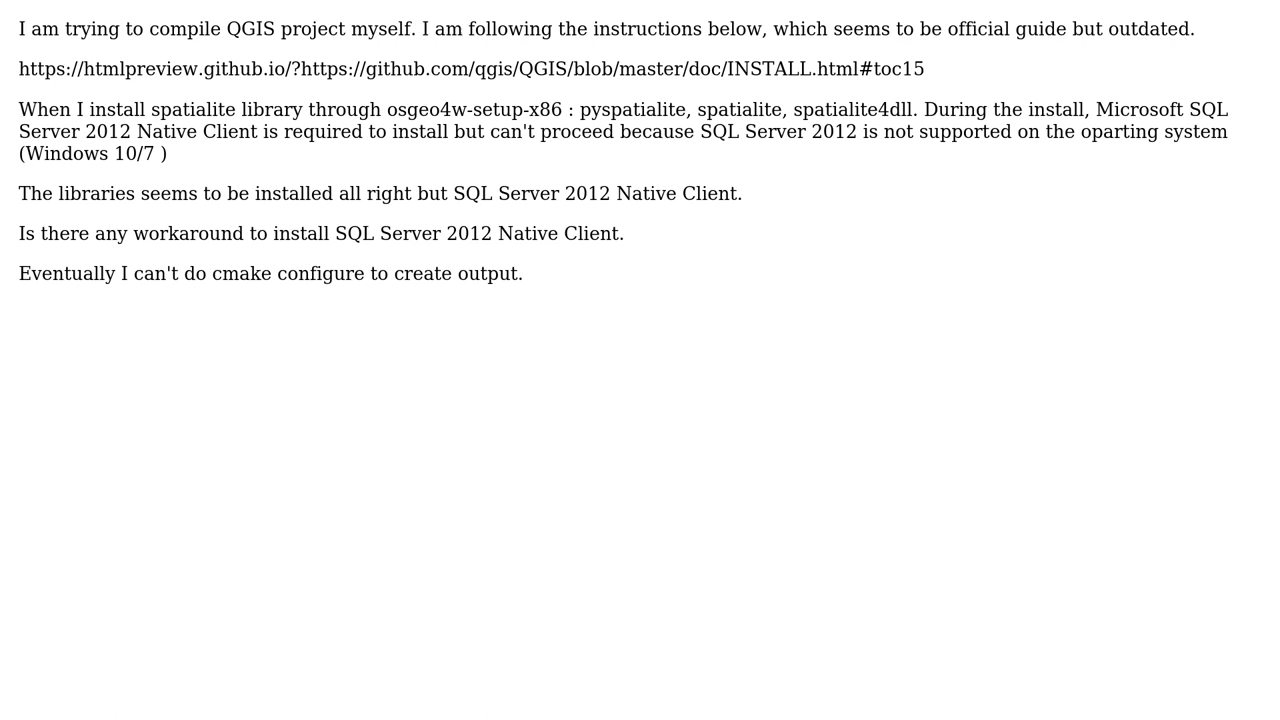 I am trying to compile QGIS project myself. I am following the instructions below, which seems to be official guide but outdated.
https://htmlpreview.github.io/?https://github.com/qgis/QGIS/blob/master/doc/INSTALL.html#toc15
When I install spatialite library through osgeo4w-setup-x86 : pyspatialite, spatialite, spatialite4dll. During the install, Microsoft SQL
Server 2012 Native Client is required to install but can't proceed because SQL Server 2012 is not supported on the oparting system
(Windows 10/7 )
The libraries seems to be installed all right but SQL Server 2012 Native Client.
Is there any workaround to install SQL Server 2012 Native Client.
Eventually I can't do cmake configure to create output.